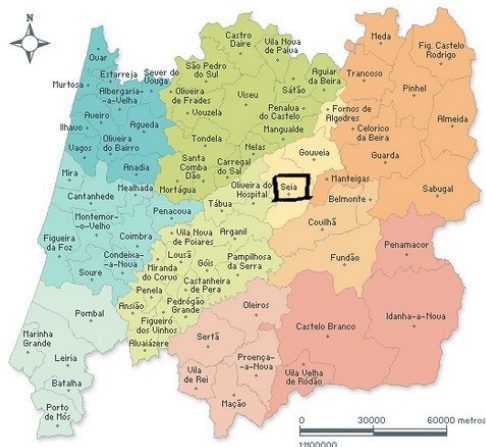 N
Castro
Daire
Vila Nova
de Paiva
Meda
Fig. Castelo
Rodrigo
Ovar
Estarreja
Sever do
Vouga
São Pedro
do Sul
Aguiar
da Beira
Trancoso
Pinhel
Murtosa
Albergaria-
-a-Velha
Oliveira
de Frades
Viseu
Sátão
Penalva
do Castelo
Fornos de
Algodres
Almeida
Aveiro
Vouzela
Mangualde
Celorico
da Beira
Ilhavo
Agueda
Oliveira
do Bairro
Tondela
Nelas
Gouveia
Guarda
Vagos
Anadia
Santa
Comba
Dão
Carregal
do Sal
Mira
Mealhada
Mortágua
Oliveira do
Hospital
Seia
Manteigas
Belmonte
Sabugal
Cantanhede
Penacova
Tábua
Covilhã
Montemor-
-o-Velho
Coimbra
Vila Nova
de Poiares
Arganil
Penamacor
Figueira
da Foz
Condeixa-
-a-Nova
Lousã
Góis
Pampilhosa
da Serra
Fundão
Soure
Miranda
do Corvo
Penela
Castanheira
de Pera
Idanha-a-Nova
Pombal
Ansião
Pedrógão
Grande
Oleiros
Castelo Branco
Marinha
Grande
Figueiró
dos Vinhos
Alvaiázere
Sertã
Leiria
Proença-
-a-Nova
Batalha
Vila
de Rei
Vila Velha
de Ródão
Porto
de Mós
Mação
0 30000 60000 metros
1:1100000